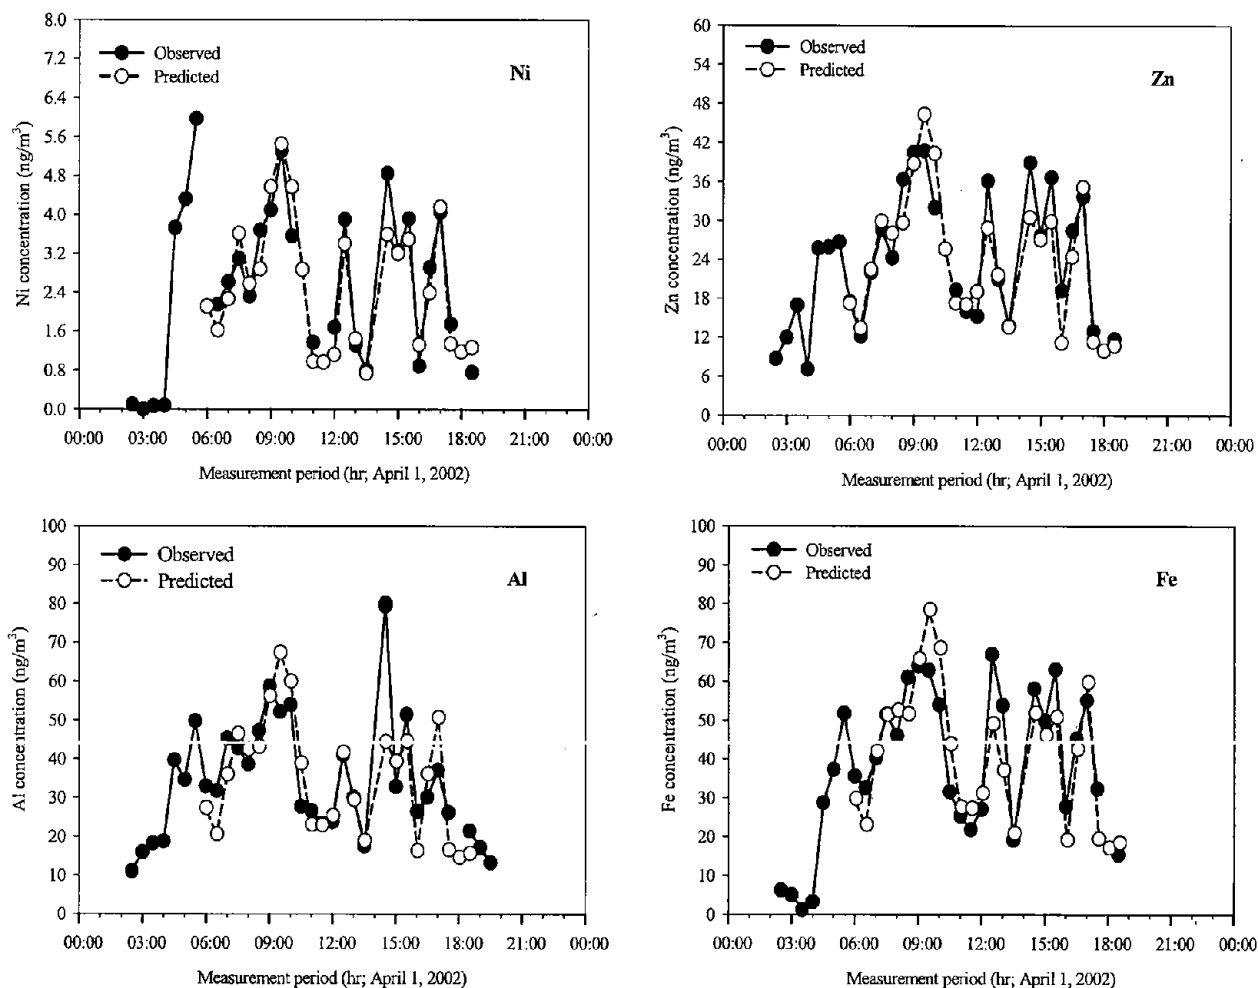 8.0
7.2
6.4
5.6
4.8
4.0
3.2
2.4
1.6
0.8
0.0
Ni concentration (ng/m³)
Observed
Predicted
Ni
00:00 03:00 06:00 09:00 12:00 15:00 18:00 21:00 00:00
Measurement period (hr; April 1, 2002)
60
54
48
42
36
30
24
18
12
6
0
Zn concentration (ng/m³)
Observed
Predicted
Zn
00:00 03:00 06:00 09:00 12:00 15:00 18:00 21:00 00:00
Measurement period (hr; April 1, 2002)
100
90
80
70
60
50
40
30
20
10
0
Al concentration (ng/m³)
Observed
Predicted
Al
00:00 03:00 06:00 09:00 12:00 15:00 18:00 21:00 00:00
Measurement period (hr; April 1, 2002)
100
90
80
70
60
50
40
30
20
10
0
Fe concentration (ng/m³)
Observed
Predicted
Fe
00:00 03:00 06:00 09:00 12:00 15:00 18:00 21:00 00:00
Measurement period (hr; April 1, 2002)